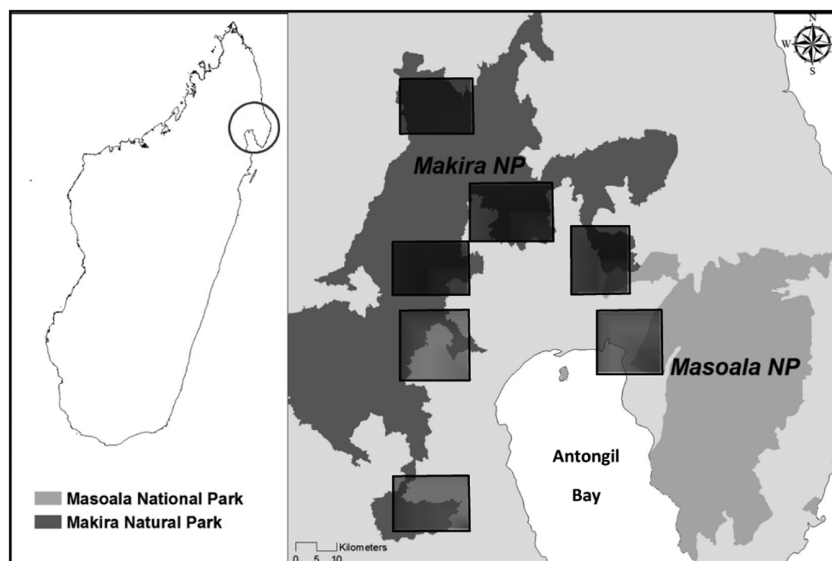 N
W E
S
Makira NP
Masoala NP
Antongil
Bay
Masoala National Park
Makira Natural Park
Kilometers
0 5 10